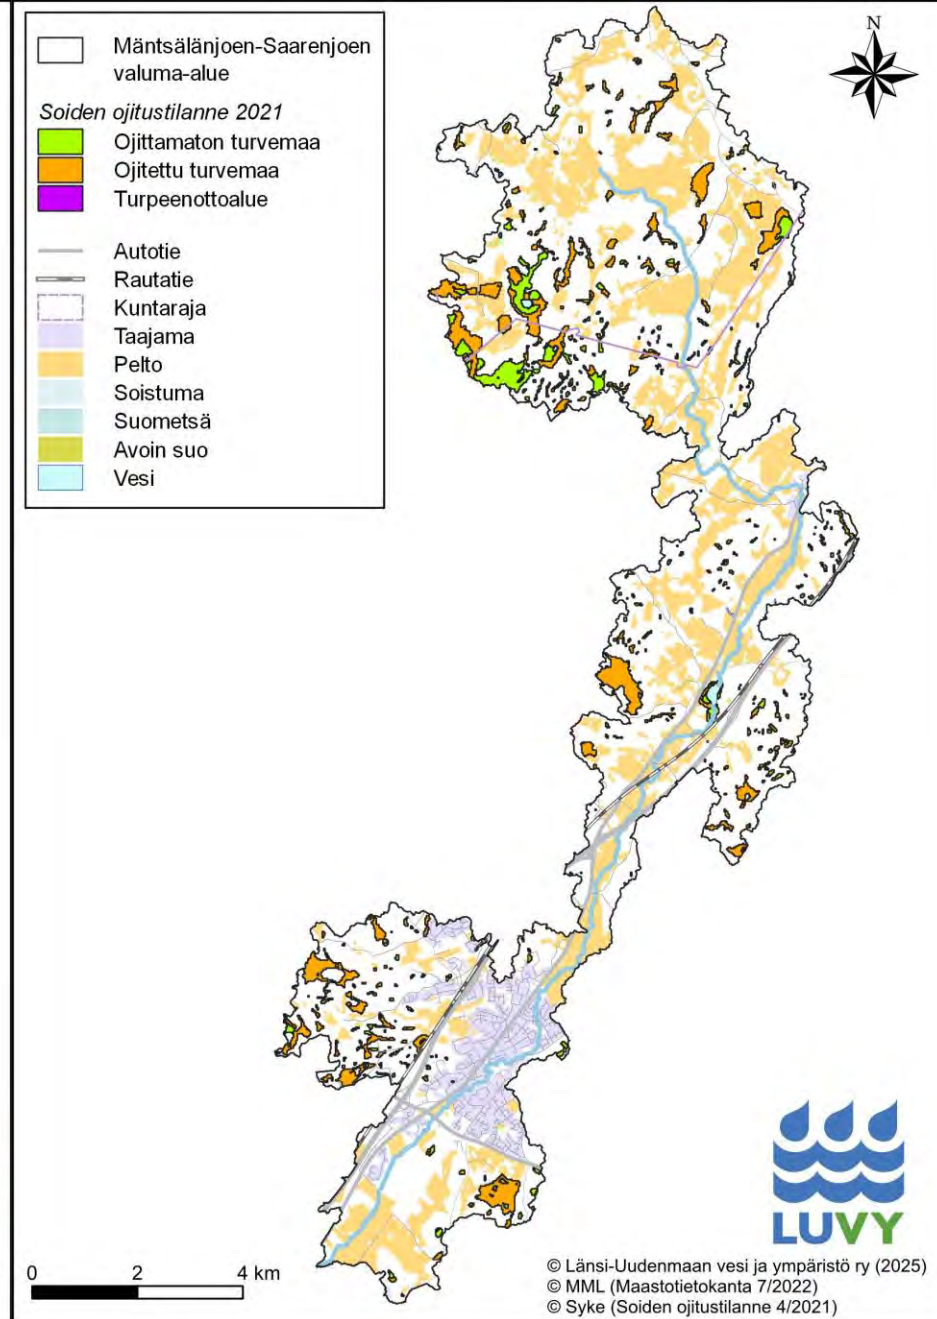 Mäntsälänjoen-Saarenjoen
valuma-alue
Soiden ojitustilanne 2021
Ojittamaton turvemaa
Ojitettu turvemaa
Turpeenottoalue
Autotie
Rautatie
Kuntaraja
Taajama
Pelto
Soistuma
Suometsä
Avoin suo
Vesi
N
LUVY
0 2 4 km
© Länsi-Uudenmaan vesi ja ympäristö ry (2025)
© MML (Maastotietokanta 7/2022)
© Syke (Soiden ojitustilanne 4/2021)